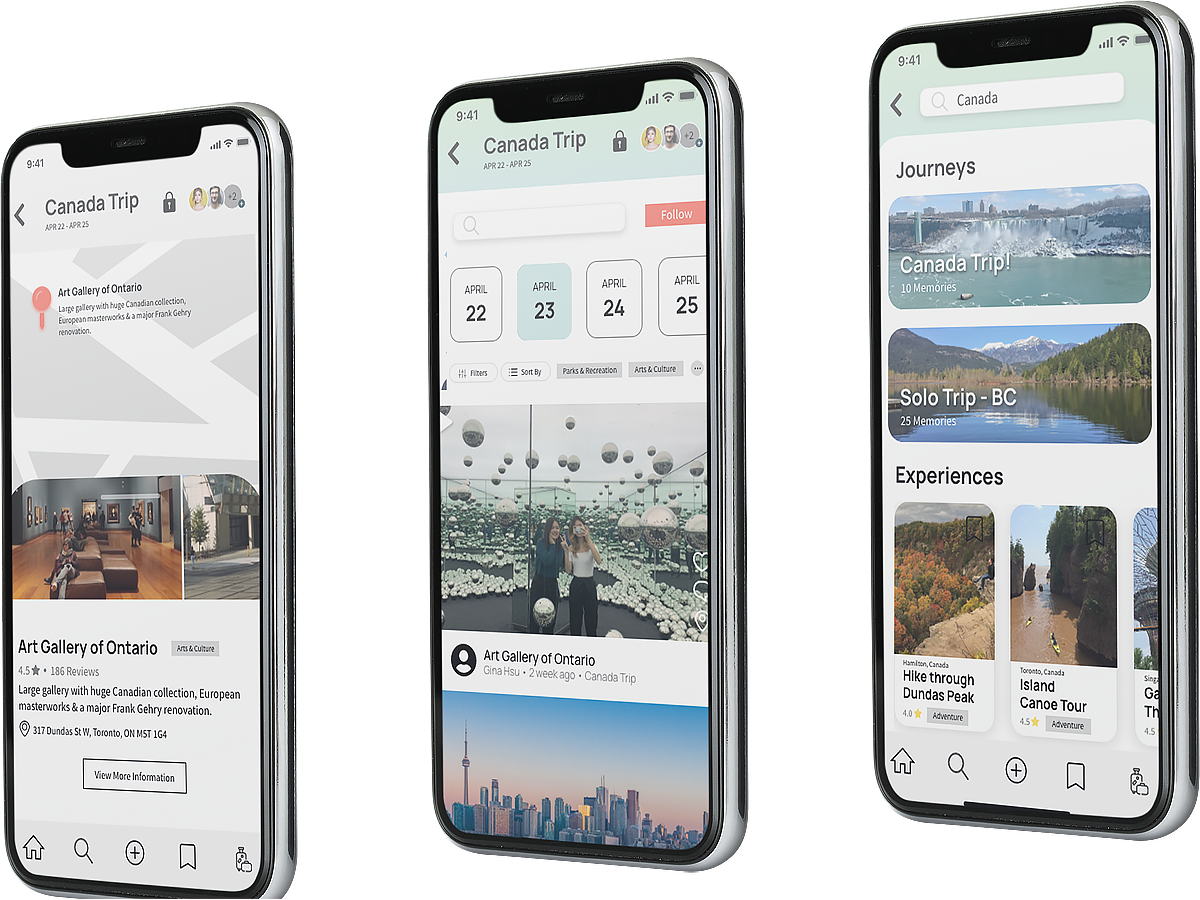 9:41
Canada Trip
APR 22 - APR 25
+2
Art Gallery of Ontario
Large gallery with huge Canadian collection,
European masterworks & a major Frank Gehry
renovation.
Art Gallery of Ontario
Arts & Culture
4.5 • 186 Reviews
Large gallery with huge Canadian collection, European
masterworks & a major Frank Gehry renovation.
317 Dundas St W, Toronto, ON M5T 1G4
View More Information
9:41
Canada Trip
APR 22 - APR 25
+2
Follow
APRIL
22
APRIL
23
APRIL
24
APRIL
25
Filters
Sort By
Parks & Recreation
Arts & Culture
Art Gallery of Ontario
Gina Hsu • 2 week ago • Canada Trip
9:41
Canada
Journeys
Canada Trip!
10 Memories
Solo Trip - BC
25 Memories
Experiences
Hamilton, Canada
Hike through
Dundas Peak
4.0
Adventure
Toronto, Canada
Island
Canoe Tour
4.5
Adventure
Singa
Ga
Th
4.5